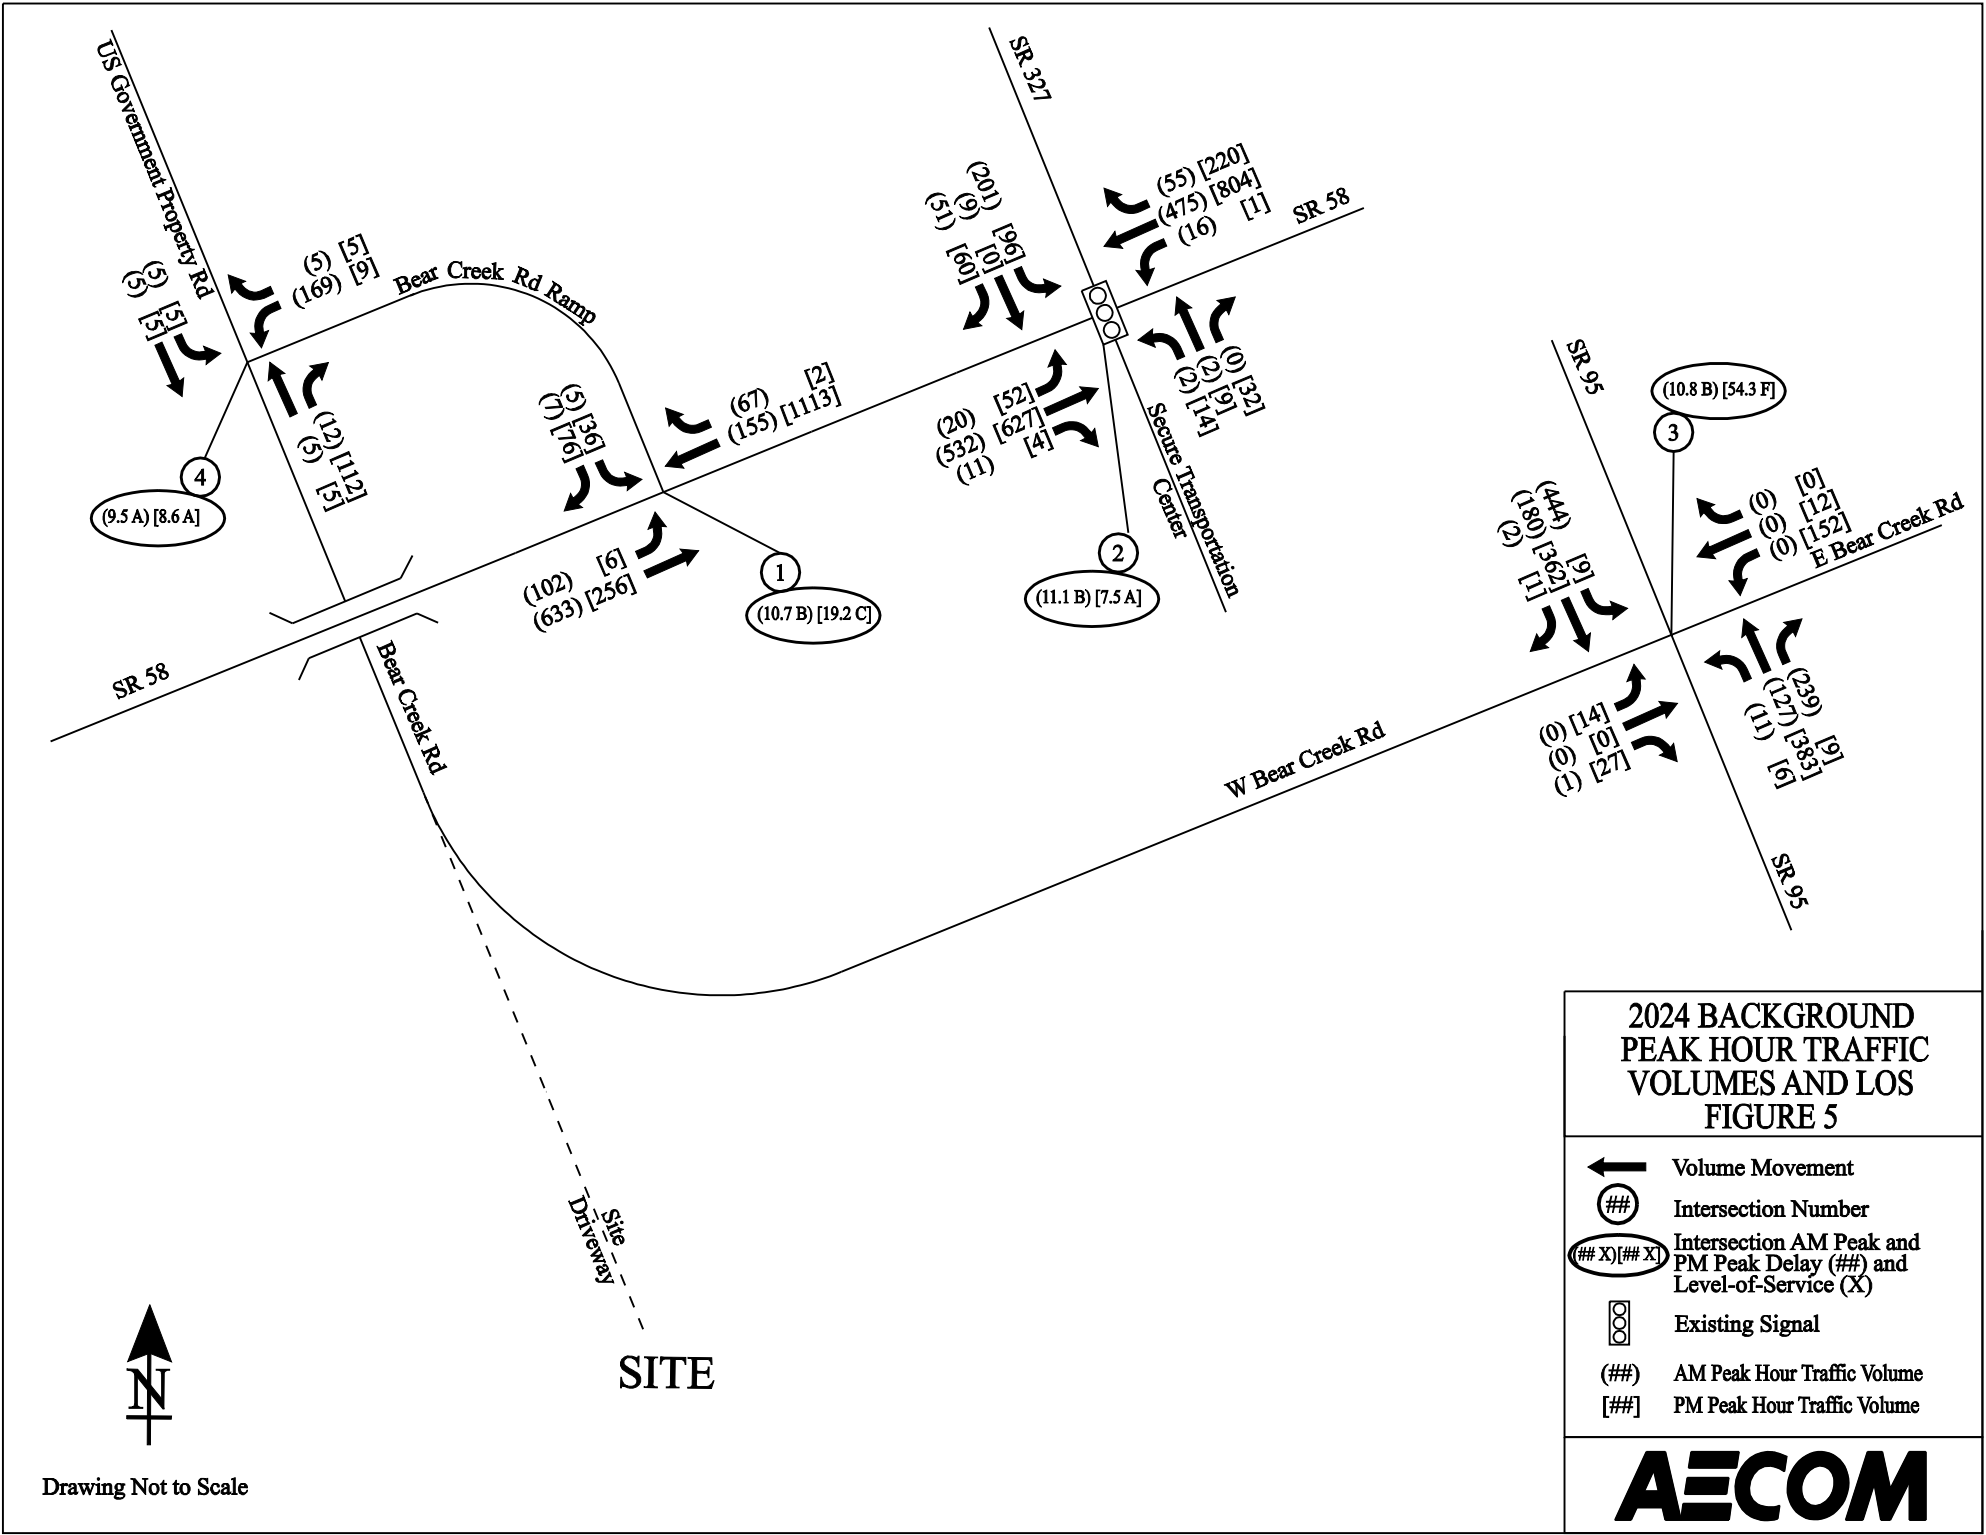 US Government Property Rd
SR 327
(201) [96]
(9) [0]
(51) [60]
(55) [220]
(475) [804]
(16) [1]
SR 58
(5) [5]
(169) [9]
Bear Creek Rd Ramp
(5) [5]
(5) [5]
(12) [112]
(5) [5]
4
(9.5 A) [8.6 A]
(5) [36]
(7) [76]
(67) [2]
(155) [1113]
(20) [52]
(532) [627]
(11) [4]
(0) [32]
(2) [9]
(2) [14]
Secure Transportation
Center
(102) [6]
(633) [256]
1
(10.7 B) [19.2 C]
2
(11.1 B) [7.5 A]
SR 95
(10.8 B) [54.3 F]
3
(444) [9]
(180) [362]
(2) [1]
(0) [0]
(0) [12]
(0) [152]
E Bear Creek Rd
(0) [14]
(0) [0]
(1) [27]
(239) [9]
(127) [383]
(11) [6]
SR 58
Bear Creek Rd
W Bear Creek Rd
SR 95
Site
Driveway
SITE
N
Drawing Not to Scale
2024 BACKGROUND
PEAK HOUR TRAFFIC
VOLUMES AND LOS
FIGURE 5
Volume Movement
## Intersection Number
(## X)[## X] Intersection AM Peak and
PM Peak Delay (##) and
Level-of-Service (X)
Existing Signal
(##) AM Peak Hour Traffic Volume
[##] PM Peak Hour Traffic Volume
AECOM